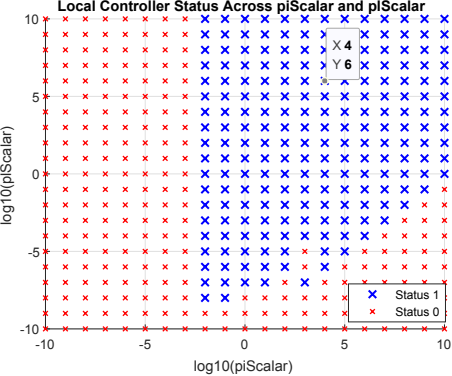 Local Controller Status Across piScalar and plScalar
10
5
0
-5
-10
log10(plScalar)
X 4
Y 6
Status 1
Status 0
-10
-5
0
5
10
log10(piScalar)